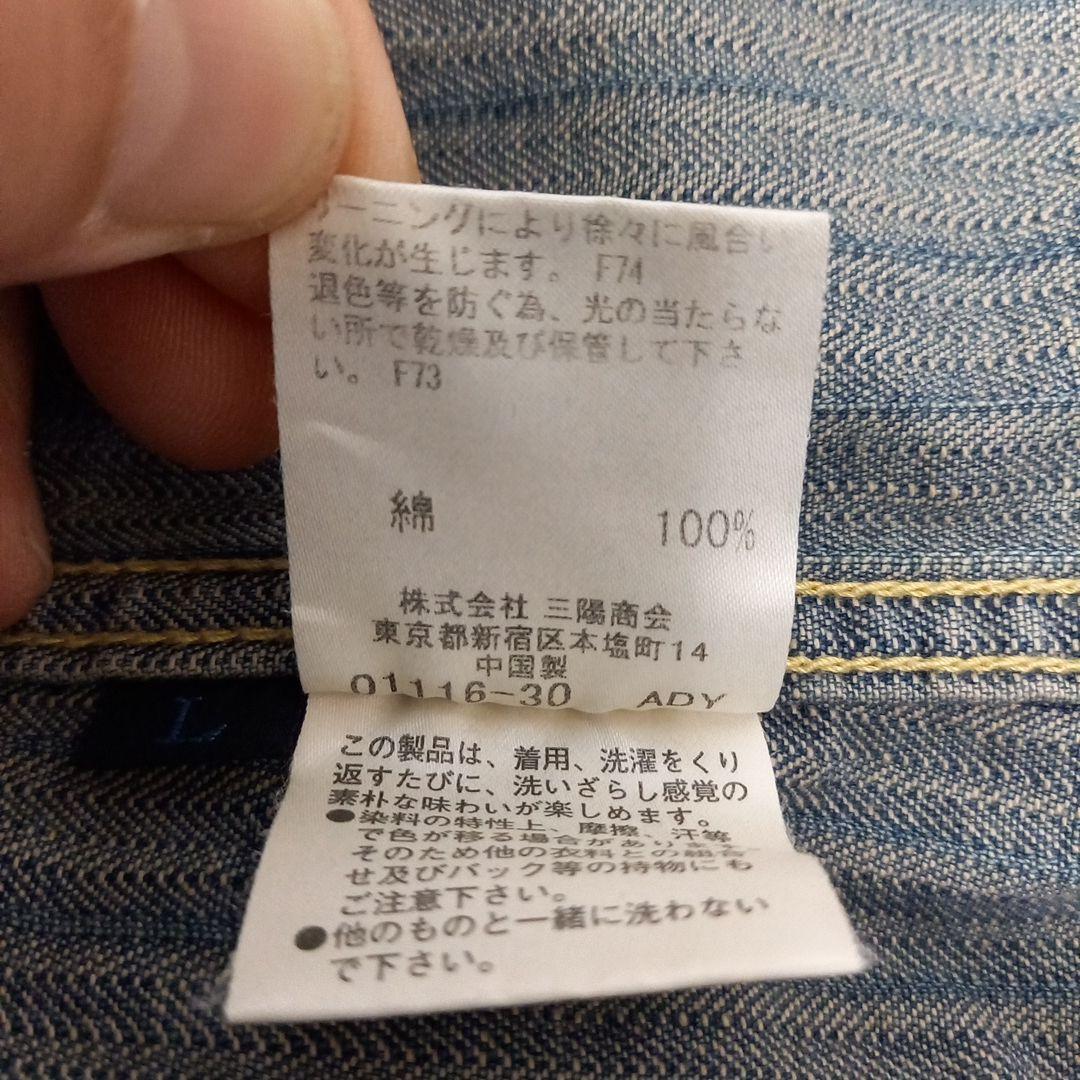 リーニングにより徐々に風合い
変化が生じます。 F74
退色等を防ぐ為、光の当たらな
い所で乾燥及び保管して下さ
い。 F73
綿 100%
株式会社 三陽商会
東京都新宿区本塩町14
中国製
01116-30 ADY
L
この製品は、着用、洗濯をくり
返すたびに、洗いざらし感覚の
素朴な味わいが楽しめます。
●染料の特性上、摩擦、汗等
で色が移る場合があります。
そのため他の衣料との組合
せ及びバック等の持物にも
ご注意下さい。
●他のものと一緒に洗わない
で下さい。